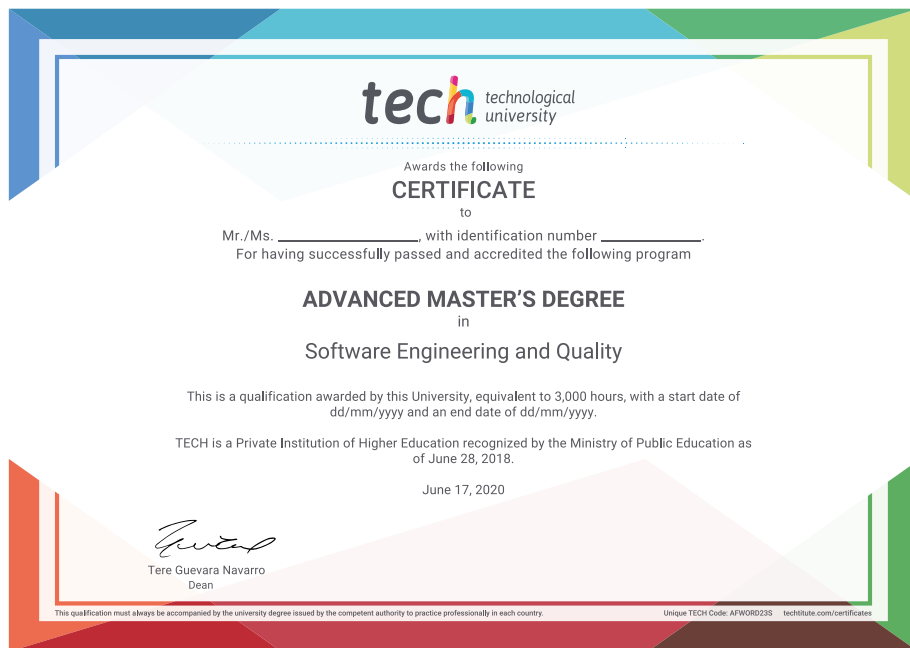 tech technological
university
Awards the following
CERTIFICATE
to
Mr./Ms. ____________________, with identification number ______________.
For having successfully passed and accredited the following program
ADVANCED MASTER'S DEGREE
in
Software Engineering and Quality
This is a qualification awarded by this University, equivalent to 3,000 hours, with a start date of
dd/mm/yyyy and an end date of dd/mm/yyyy.
TECH is a Private Institution of Higher Education recognized by the Ministry of Public Education as
of June 28, 2018.
June 17, 2020
Tere Guevara Navarro
Dean
This qualification must always be accompanied by the university degree issued by the competent authority to practice professionally in each country.
Unique TECH Code: AFWORD23S techtitute.com/certificates